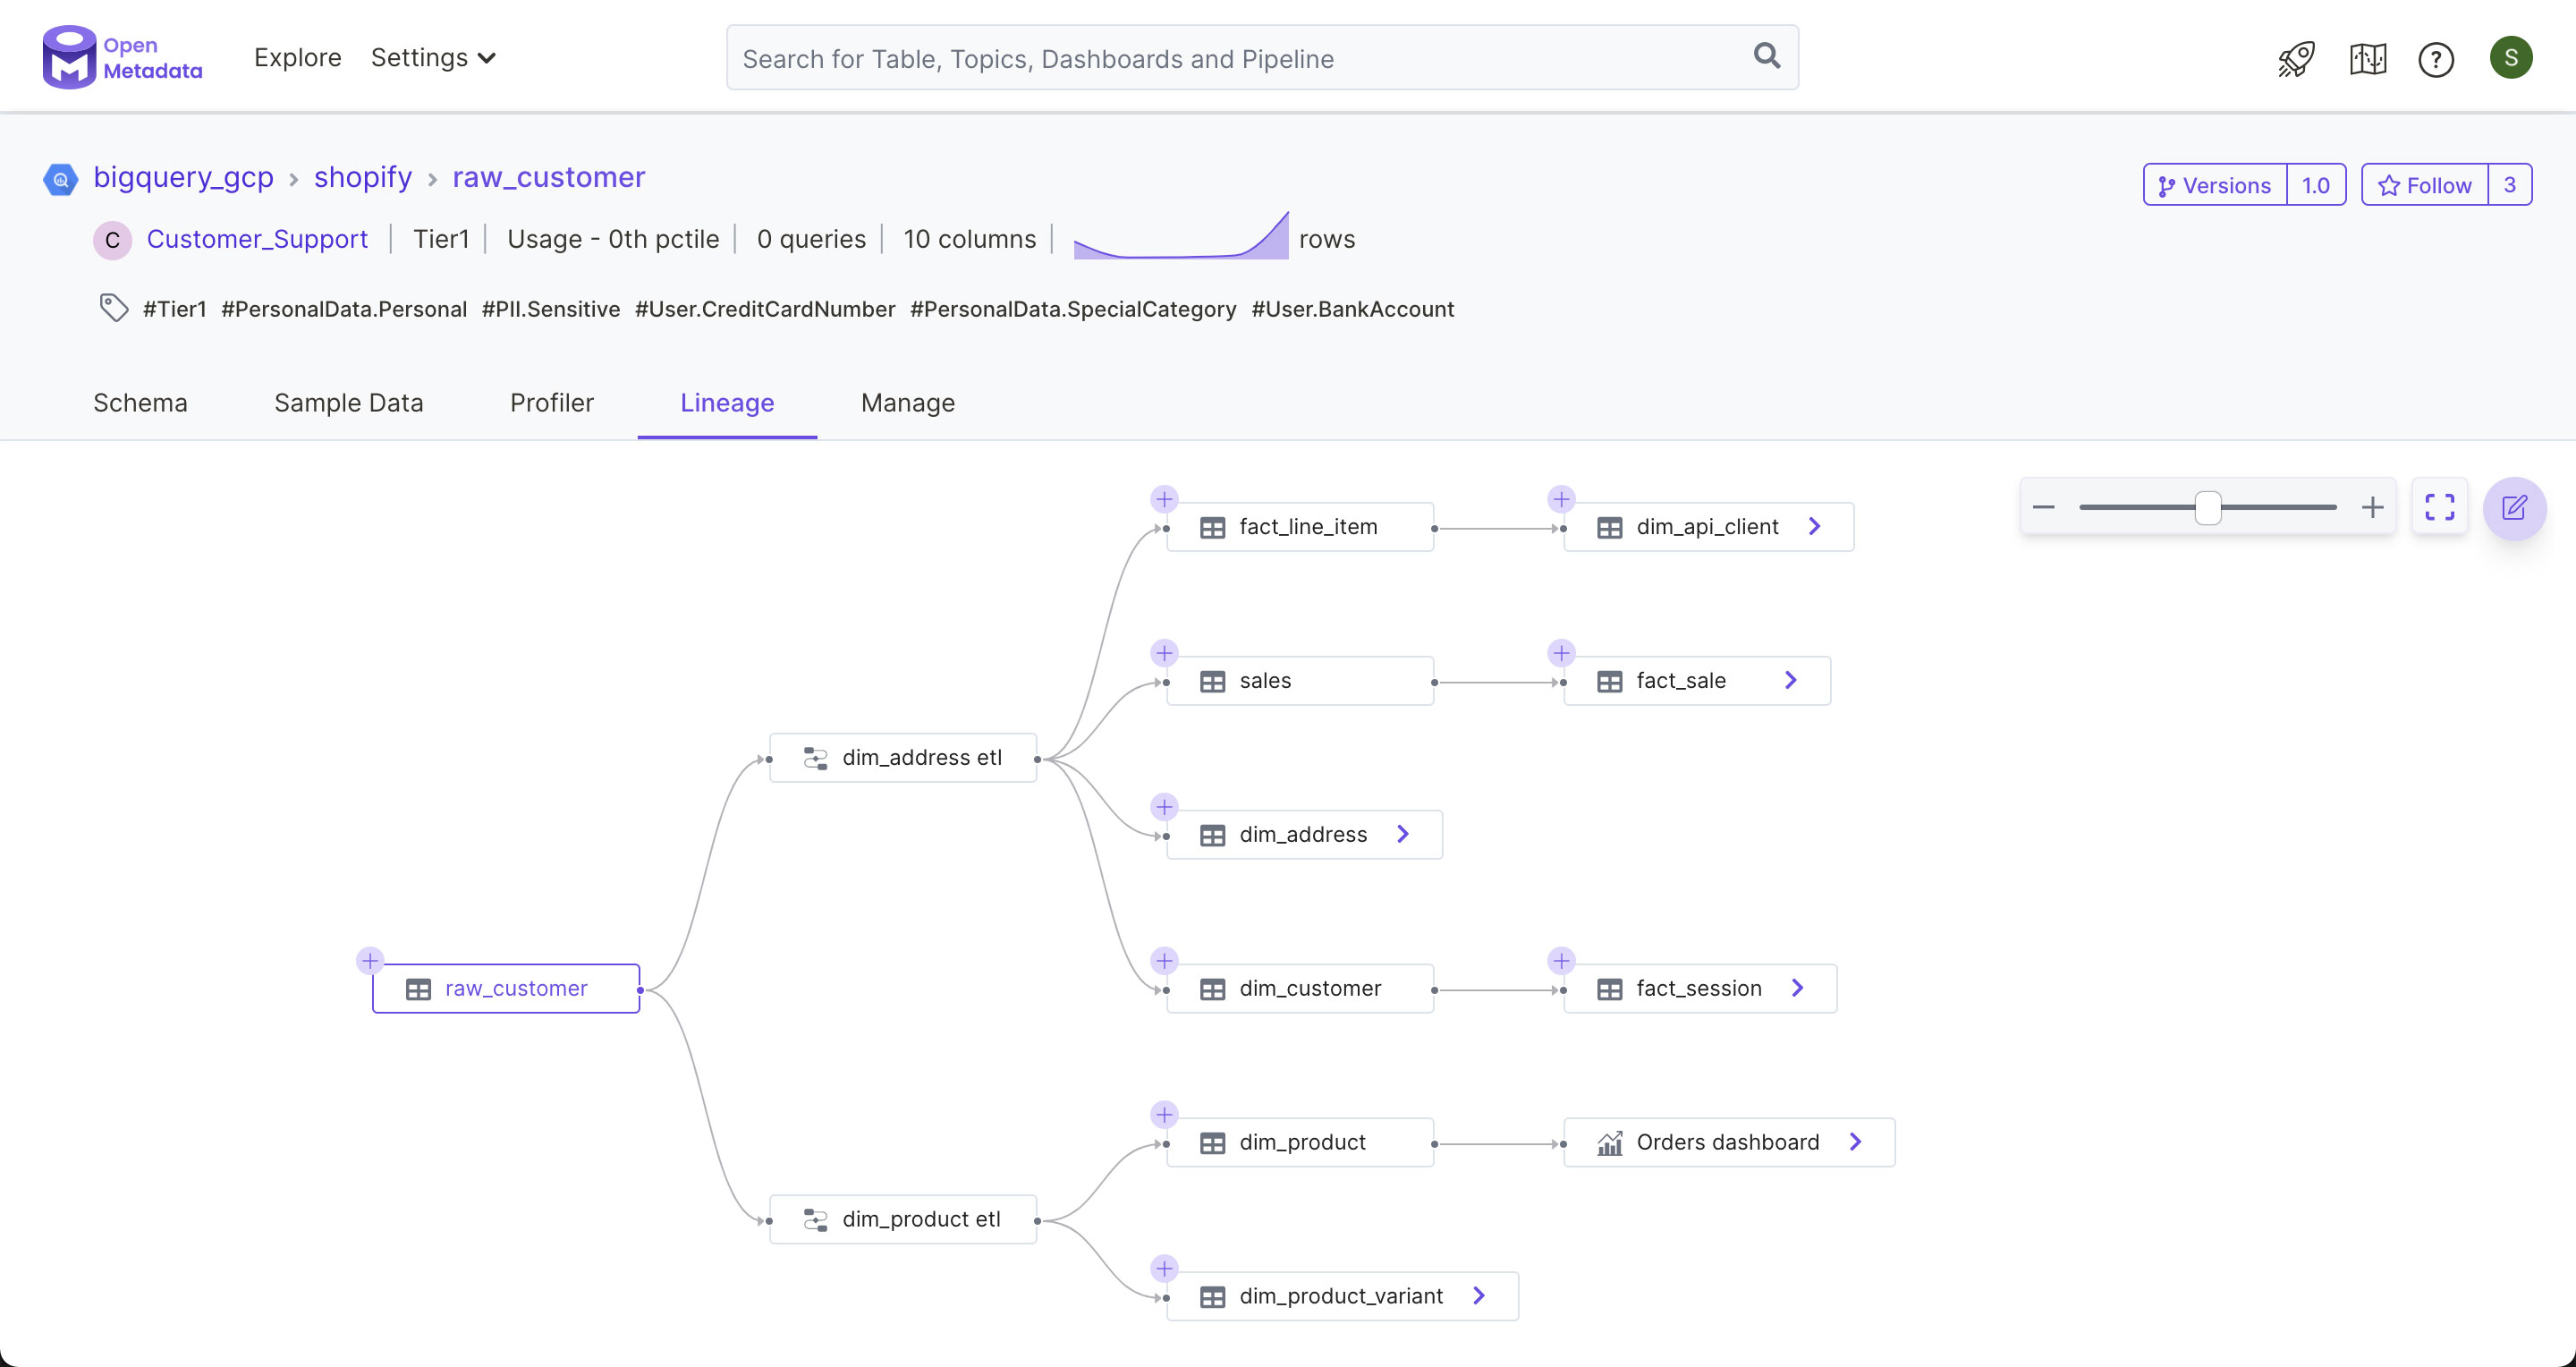 Open
Metadata
Explore Settings
Search for Table, Topics, Dashboards and Pipeline
?
S
bigquery_gcp › shopify › raw_customer
Versions 1.0
Follow 3
C Customer_Support | Tier1 | Usage - 0th pctile | 0 queries | 10 columns | rows
#Tier1 #PersonalData.Personal #PII.Sensitive #User.CreditCardNumber #PersonalData.SpecialCategory #User.BankAccount
Schema Sample Data Profiler Lineage Manage
fact_line_item
dim_api_client
sales
fact_sale
dim_address etl
dim_address
raw_customer
dim_customer
fact_session
dim_product
Orders dashboard
dim_product etl
dim_product_variant